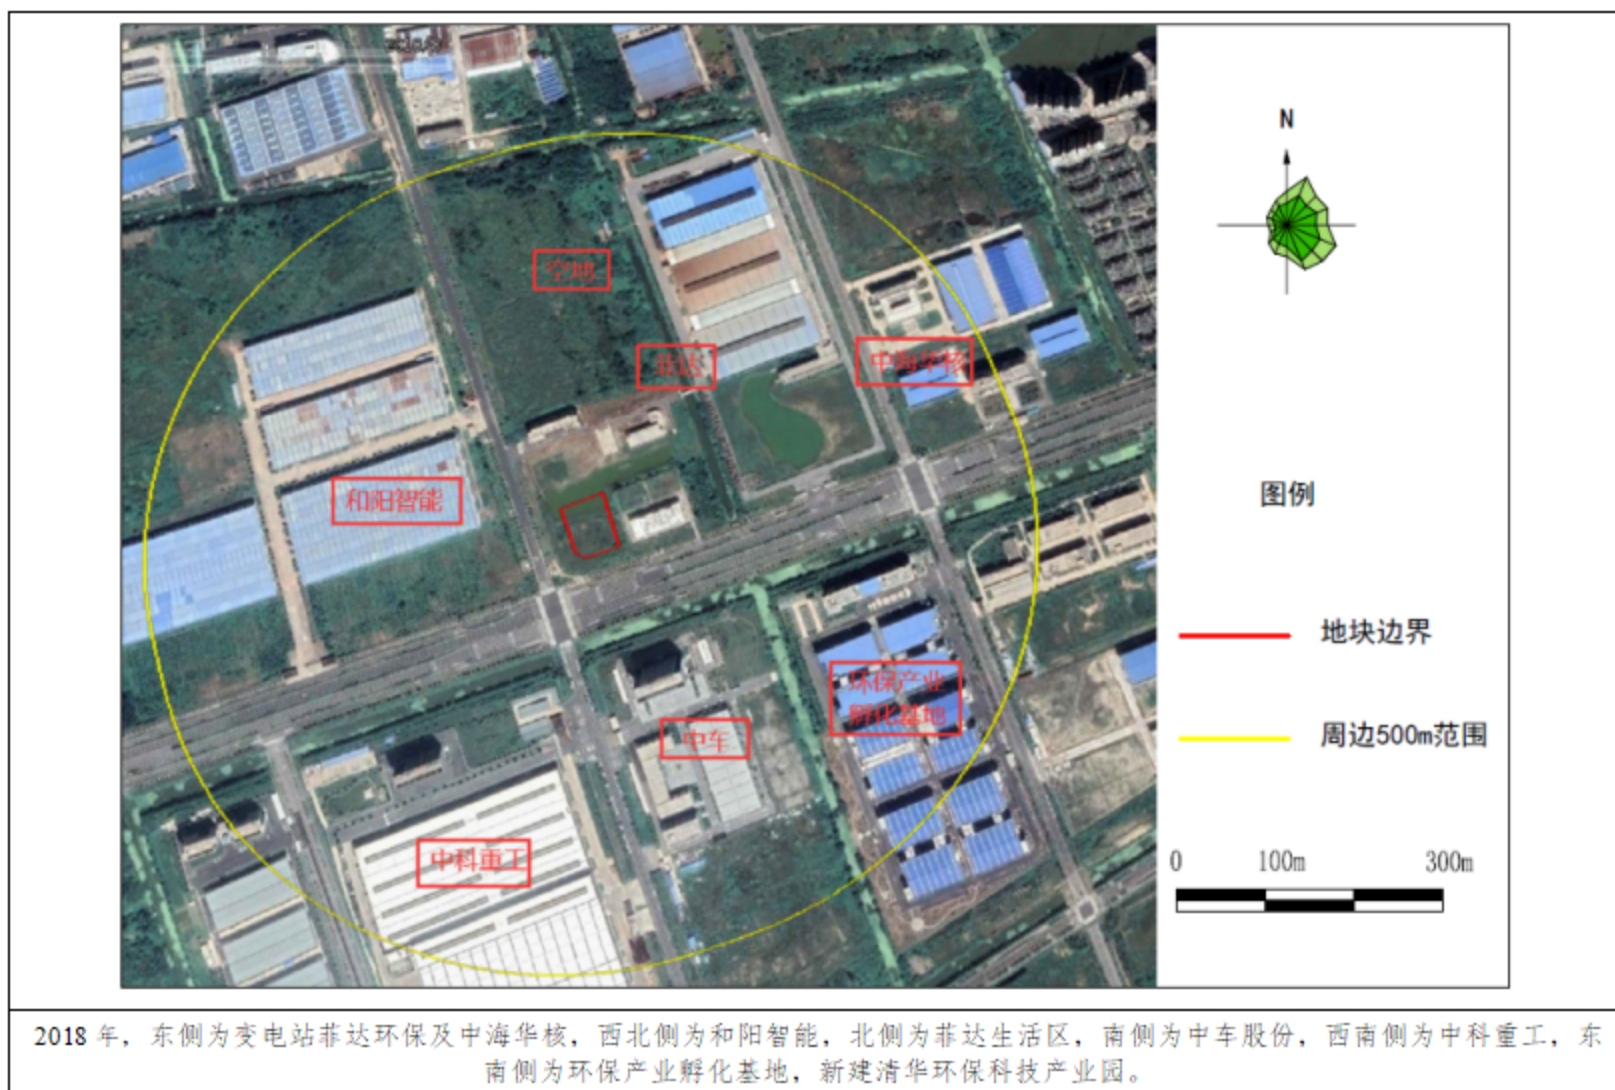 N
空地
菲达
中海华核
和阳智能
图例
地块边界
环保产业
孵化基地
周边500m范围
中车
中科重工
0 100m 300m
2018 年，东侧为变电站菲达环保及中海华核，西北侧为和阳智能，北侧为菲达生活区，南侧为中车股份，西南侧为中科重工，东
南侧为环保产业孵化基地，新建清华环保科技产业园。